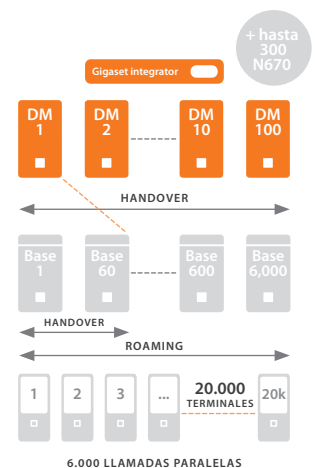 + hasta
300
N670
Gigaset integrator
DM
1
DM
2
DM
10
DM
100
HANDOVER
Base
1
Base
60
Base
600
Base
6,000
HANDOVER
ROAMING
1
2
3
...
20.000
TERMINALES
20k
6.000 LLAMADAS PARALELAS